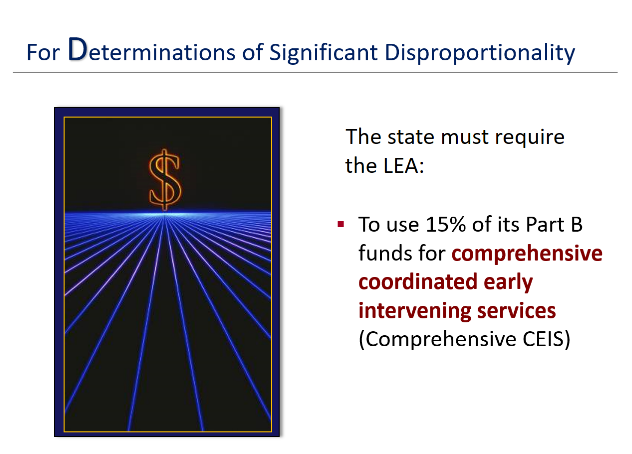 For Determinations of Significant Disproportionality
$
The state must require
the LEA:
▪ To use 15% of its Part B
funds for comprehensive
coordinated early
intervening services
(Comprehensive CEIS)